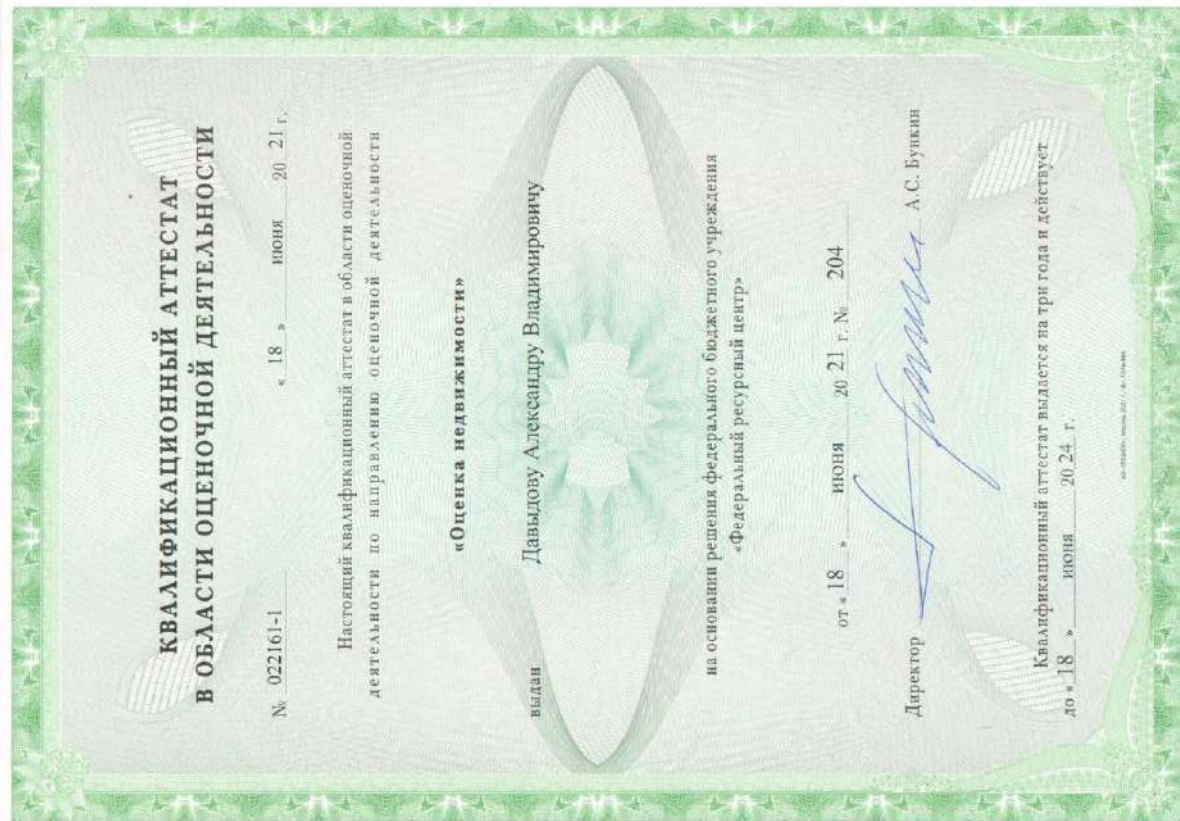 КВАЛИФИКАЦИОННЫЙ АТТЕСТАТ
В ОБЛАСТИ ОЦЕНОЧНОЙ ДЕЯТЕЛЬНОСТИ
№ 022161-1 « 18 » июня 20 21 г.
Настоящий квалификационный аттестат в области оценочной
деятельности по направлению оценочной деятельности
«Оценка недвижимости»
выдан Давыдову Александру Владимировичу
на основании решения федерального бюджетного учреждения
«Федеральный ресурсный центр»
от « 18 » июня 20 21 г. № 204
Директор А.С. Бункин
Квалификационный аттестат выдается на три года и действует
до « 18 » июня 20 24 г.